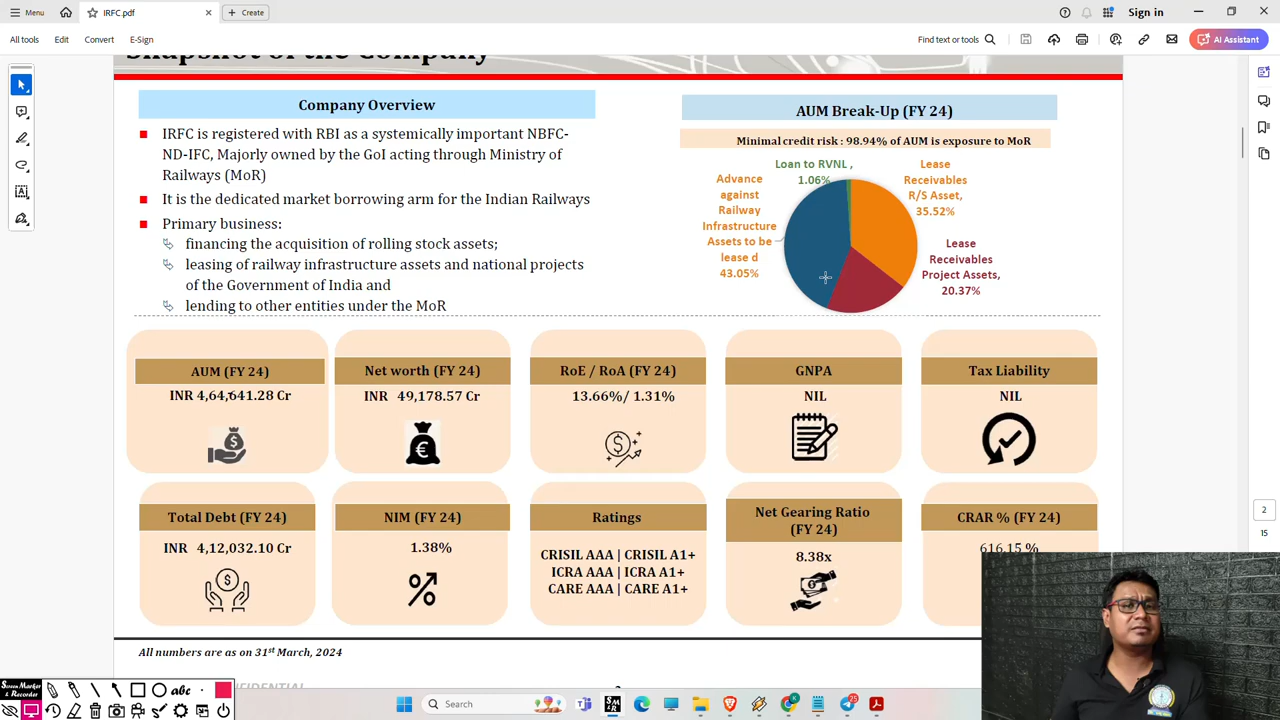 Menu
IRFC.pdf
Create
Sign in
All tools
Edit
Convert
E-Sign
Find text or tools
AI Assistant
Snapshot of the Company
Company Overview
IRFC is registered with RBI as a systemically important NBFC-
ND-IFC, Majorly owned by the GoI acting through Ministry of
Railways (MoR)
It is the dedicated market borrowing arm for the Indian Railways
Primary business:
financing the acquisition of rolling stock assets;
leasing of railway infrastructure assets and national projects
of the Government of India and
lending to other entities under the MoR
AUM Break-Up (FY 24)
Minimal credit risk : 98.94% of AUM is exposure to MoR
Loan to RVNL ,
1.06%
Lease
Receivables
R/S Asset,
35.52%
Advance
against
Railway
Infrastructure
Assets to be
lease d
43.05%
Lease
Receivables
Project Assets,
20.37%
AUM (FY 24)
INR 4,64,641.28 Cr
Net worth (FY 24)
INR 49,178.57 Cr
RoE / RoA (FY 24)
13.66%/ 1.31%
GNPA
NIL
Tax Liability
NIL
Total Debt (FY 24)
INR 4,12,032.10 Cr
NIM (FY 24)
1.38%
Ratings
CRISIL AAA | CRISIL A1+
ICRA AAA | ICRA A1+
CARE AAA | CARE A1+
Net Gearing Ratio
(FY 24)
8.38x
CRAR % (FY 24)
616.15 %
2
15
All numbers are as on 31st March, 2024
Screen Marker
& Recorder
abc
Search
25